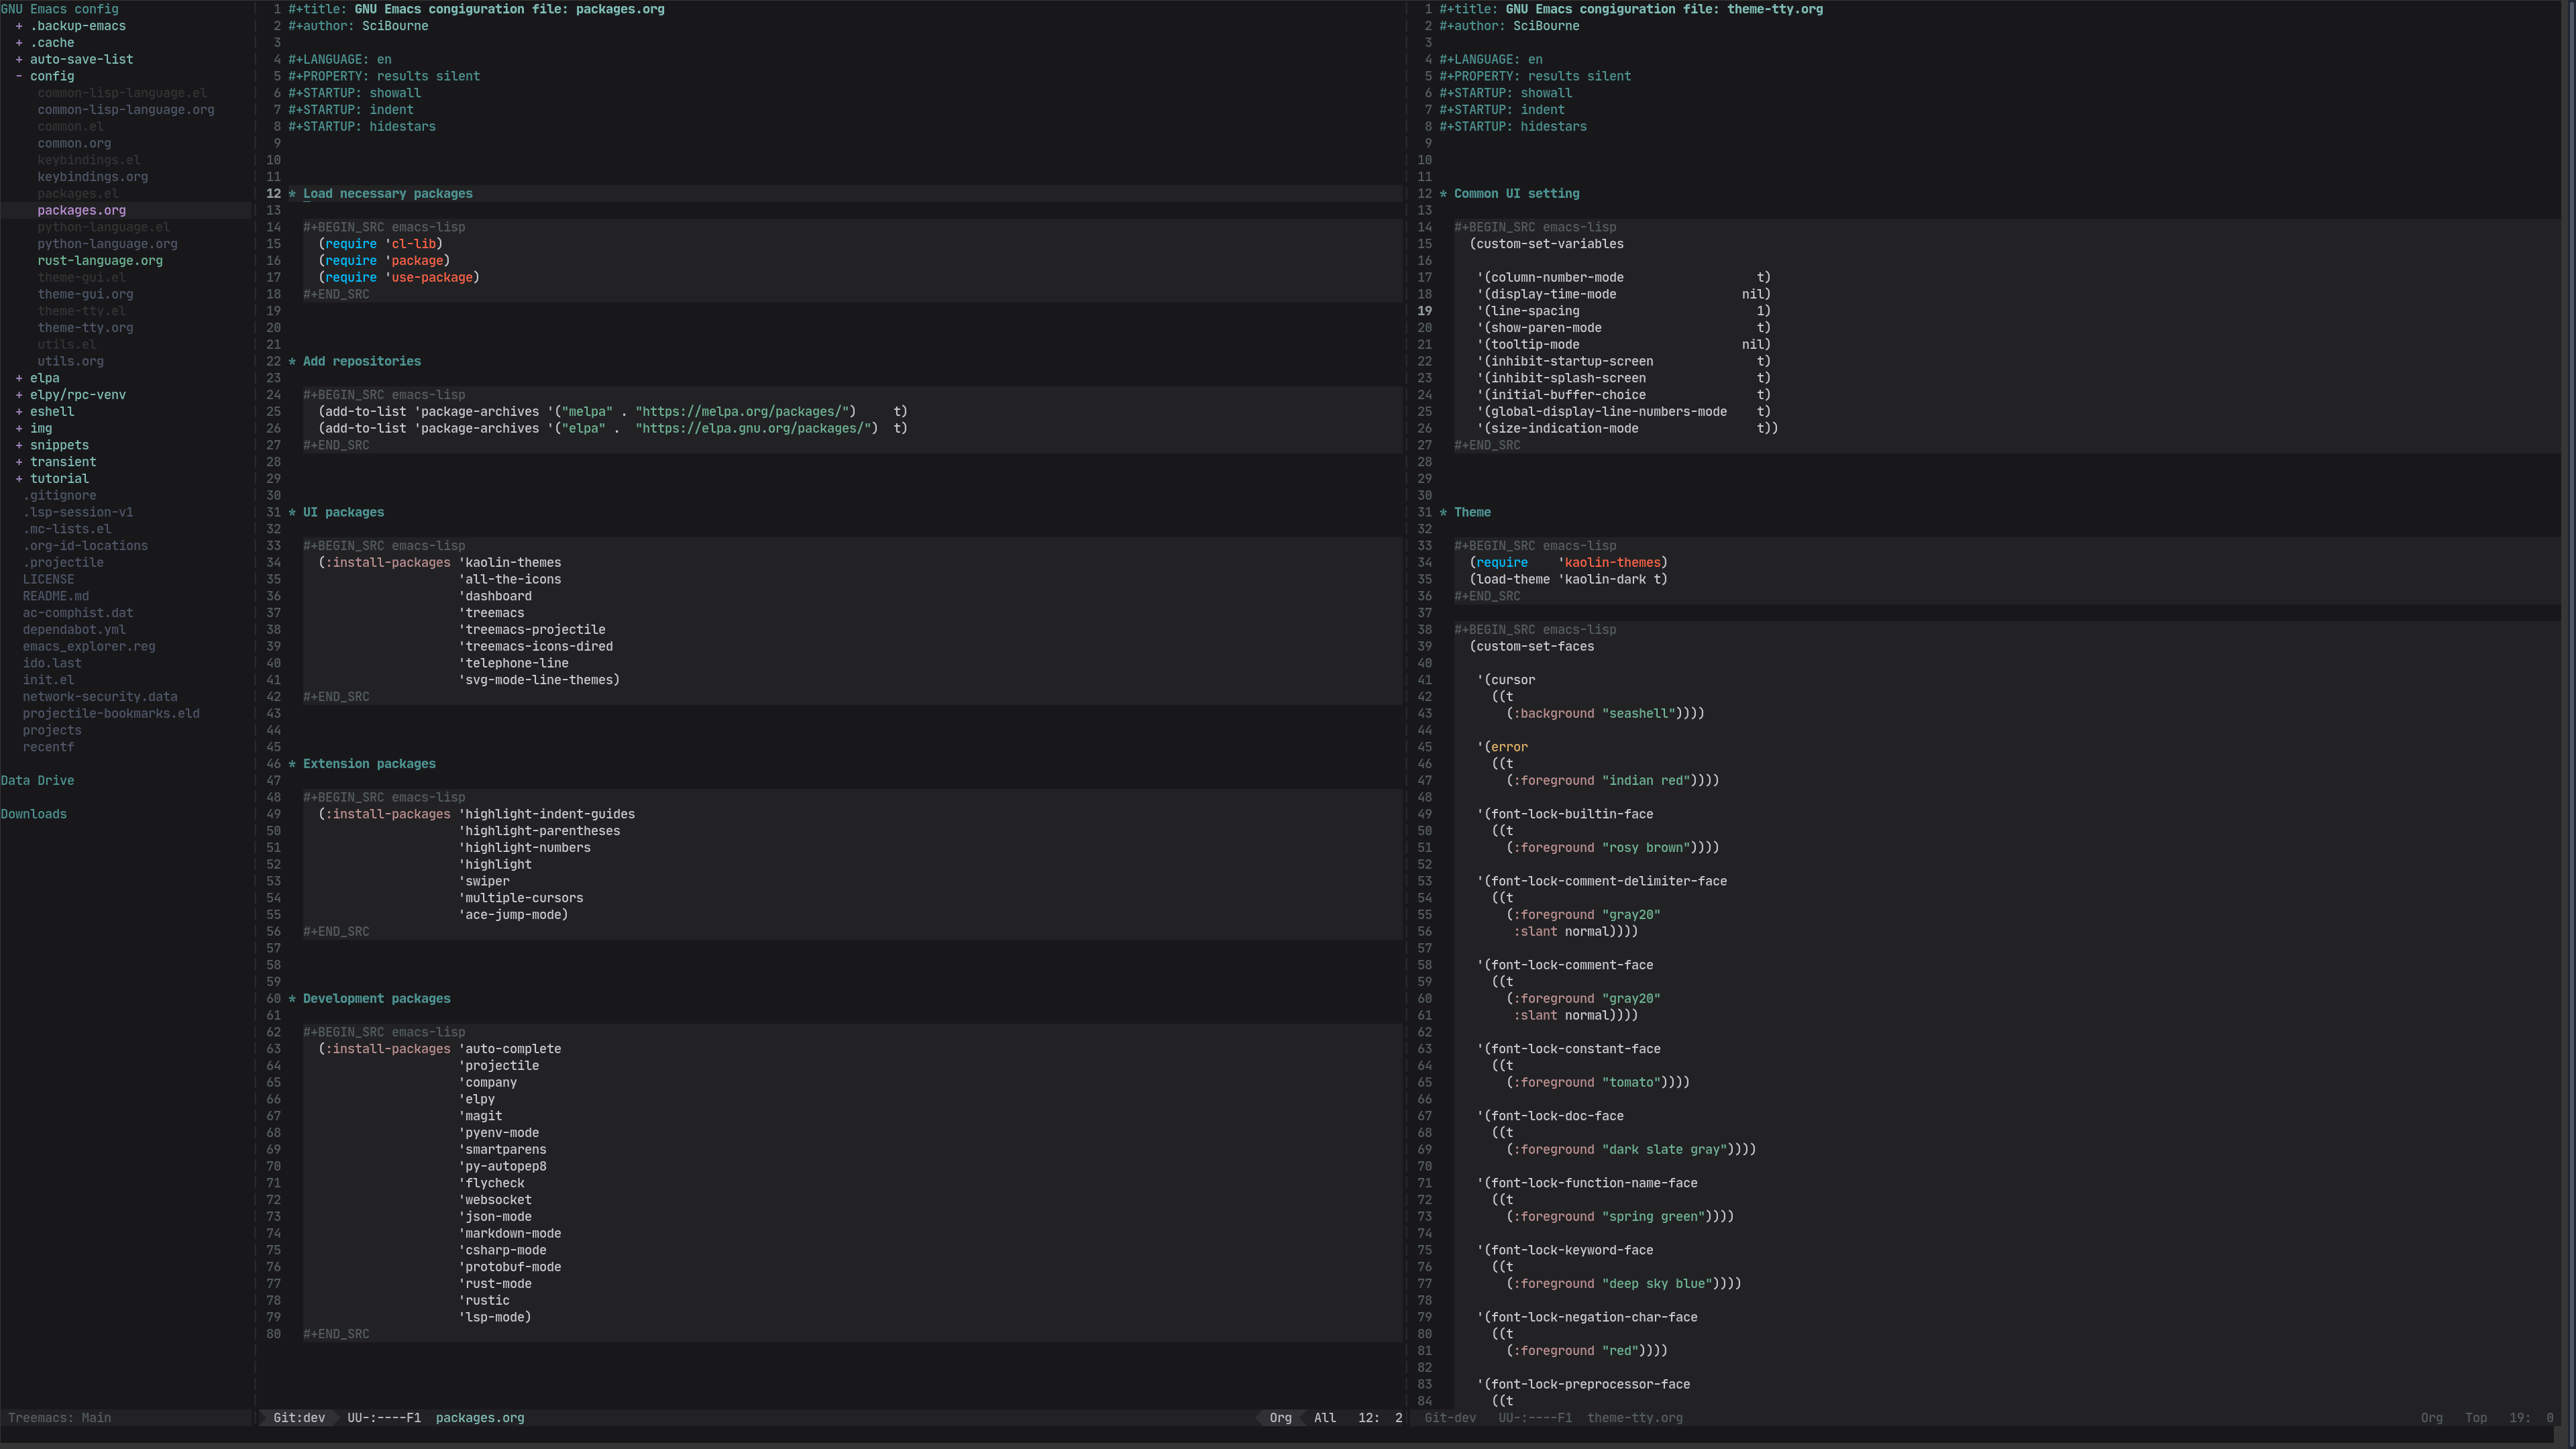 GNU Emacs config
+ .backup-emacs
+ .cache
+ auto-save-list
- config
common-lisp-language.el
common-lisp-language.org
common.el
common.org
keybindings.el
keybindings.org
packages.el
packages.org
python-language.el
python-language.org
rust-language.org
theme-gui.el
theme-gui.org
theme-tty.el
theme-tty.org
utils.el
utils.org
+ elpa
+ elpy/rpc-venv
+ eshell
+ img
+ snippets
+ transient
+ tutorial
.gitignore
.lsp-session-v1
.mc-lists.el
.org-id-locations
.projectile
LICENSE
README.md
ac-comphist.dat
dependabot.yml
emacs_explorer.reg
ido.last
init.el
network-security.data
projectile-bookmarks.eld
projects
recentf
Data Drive
Downloads
Treemacs: Main
1 #+title: GNU Emacs congiguration file: packages.org
2 #+author: SciBourne
3
4 #+LANGUAGE: en
5 #+PROPERTY: results silent
6 #+STARTUP: showall
7 #+STARTUP: indent
8 #+STARTUP: hidestars
9
10
11
12 * Load necessary packages
13
14 #+BEGIN_SRC emacs-lisp
15 (require 'cl-lib)
16 (require 'package)
17 (require 'use-package)
18 #+END_SRC
19
20
21
22 * Add repositories
23
24 #+BEGIN_SRC emacs-lisp
25 (add-to-list 'package-archives '("melpa" . "https://melpa.org/packages/") t)
26 (add-to-list 'package-archives '("elpa" . "https://elpa.gnu.org/packages/") t)
27 #+END_SRC
28
29
30
31 * UI packages
32
33 #+BEGIN_SRC emacs-lisp
34 (:install-packages 'kaolin-themes
35 'all-the-icons
36 'dashboard
37 'treemacs
38 'treemacs-projectile
39 'treemacs-icons-dired
40 'telephone-line
41 'svg-mode-line-themes)
42 #+END_SRC
43
44
45
46 * Extension packages
47
48 #+BEGIN_SRC emacs-lisp
49 (:install-packages 'highlight-indent-guides
50 'highlight-parentheses
51 'highlight-numbers
52 'highlight
53 'swiper
54 'multiple-cursors
55 'ace-jump-mode)
56 #+END_SRC
57
58
59
60 * Development packages
61
62 #+BEGIN_SRC emacs-lisp
63 (:install-packages 'auto-complete
64 'projectile
65 'company
66 'elpy
67 'magit
68 'pyenv-mode
69 'smartparens
70 'py-autopep8
71 'flycheck
72 'websocket
73 'json-mode
74 'markdown-mode
75 'csharp-mode
76 'protobuf-mode
77 'rust-mode
78 'rustic
79 'lsp-mode)
80 #+END_SRC
Git:dev UU-:----F1 packages.org Org All 12: 2
1 #+title: GNU Emacs congiguration file: theme-tty.org
2 #+author: SciBourne
3
4 #+LANGUAGE: en
5 #+PROPERTY: results silent
6 #+STARTUP: showall
7 #+STARTUP: indent
8 #+STARTUP: hidestars
9
10
11
12 * Common UI setting
13
14 #+BEGIN_SRC emacs-lisp
15 (custom-set-variables
16
17 '(column-number-mode t)
18 '(display-time-mode nil)
19 '(line-spacing 1)
20 '(show-paren-mode t)
21 '(tooltip-mode nil)
22 '(inhibit-startup-screen t)
23 '(inhibit-splash-screen t)
24 '(initial-buffer-choice t)
25 '(global-display-line-numbers-mode t)
26 '(size-indication-mode t))
27 #+END_SRC
28
29
30
31 * Theme
32
33 #+BEGIN_SRC emacs-lisp
34 (require 'kaolin-themes)
35 (load-theme 'kaolin-dark t)
36 #+END_SRC
37
38 #+BEGIN_SRC emacs-lisp
39 (custom-set-faces
40
41 '(cursor
42 ((t
43 (:background "seashell"))))
44
45 '(error
46 ((t
47 (:foreground "indian red"))))
48
49 '(font-lock-builtin-face
50 ((t
51 (:foreground "rosy brown"))))
52
53 '(font-lock-comment-delimiter-face
54 ((t
55 (:foreground "gray20"
56 :slant normal))))
57
58 '(font-lock-comment-face
59 ((t
60 (:foreground "gray20"
61 :slant normal))))
62
63 '(font-lock-constant-face
64 ((t
65 (:foreground "tomato"))))
66
67 '(font-lock-doc-face
68 ((t
69 (:foreground "dark slate gray"))))
70
71 '(font-lock-function-name-face
72 ((t
73 (:foreground "spring green"))))
74
75 '(font-lock-keyword-face
76 ((t
77 (:foreground "deep sky blue"))))
78
79 '(font-lock-negation-char-face
80 ((t
81 (:foreground "red"))))
82
83 '(font-lock-preprocessor-face
84 ((t
Git-dev UU-:----F1 theme-tty.org Org Top 19: 0